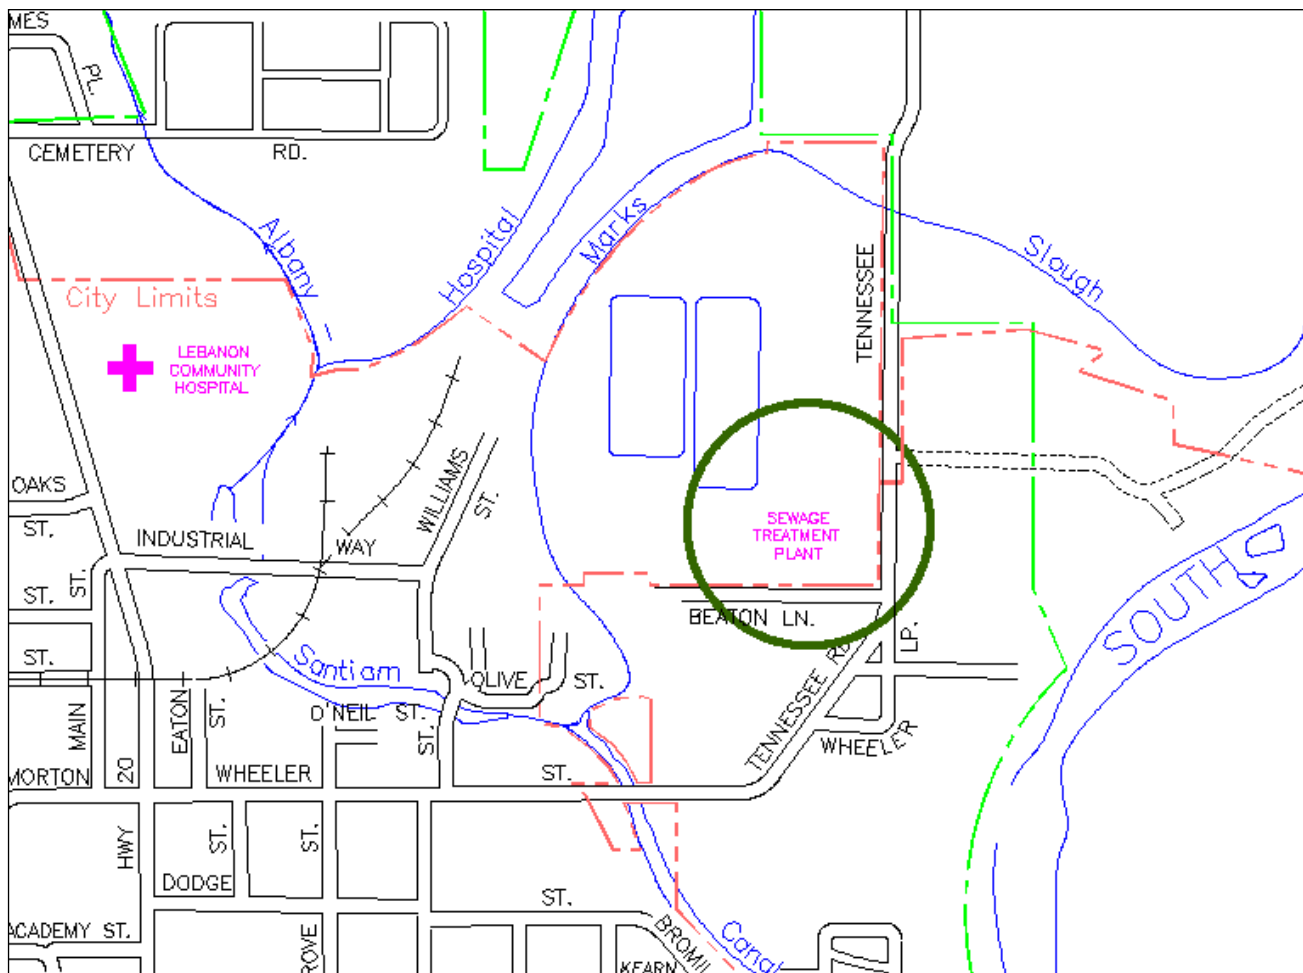 MES
PL.
CEMETERY RD.
Albany
Hospital
Marks
Slough
TENNESSEE
City Limits
LEBANON
COMMUNITY
HOSPITAL
OAKS
ST.
INDUSTRIAL WAY
WILLIAMS
ST.
SEWAGE
TREATMENT
PLANT
BEATON LN.
SOUTH
ST.
ST.
ST.
Santiam
OLIVE ST.
O'NEIL ST.
LP.
TENNESSEE RD.
WHEELER
MAIN
20
EATON
ST.
ST.
MORTON
WHEELER
ST.
HWY
ST.
ST.
DODGE
ST.
ACADEMY ST.
ROVE
BROMI
Canal
KEARN